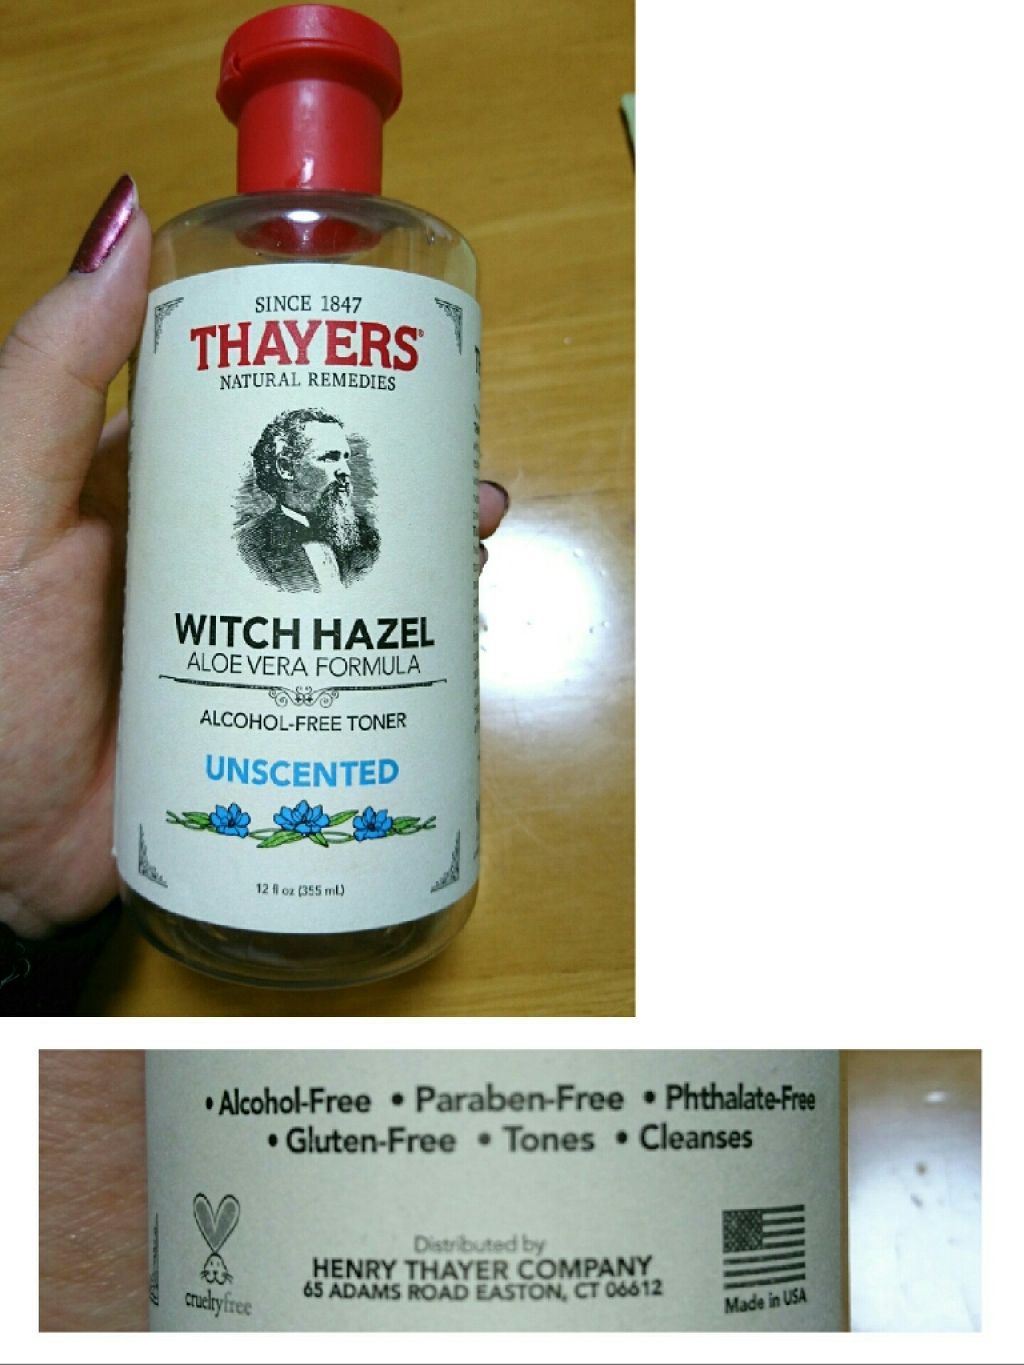 SINCE 1847
THAYERS®
NATURAL REMEDIES
WITCH HAZEL
ALOE VERA FORMULA
ALCOHOL-FREE TONER
UNSCENTED
12 fl oz (355 mL)
• Alcohol-Free • Paraben-Free • Phthalate-Free
• Gluten-Free • Tones • Cleanses
Distributed by
HENRY THAYER COMPANY
65 ADAMS ROAD EASTON, CT 06612
crueltyfree
Made in USA